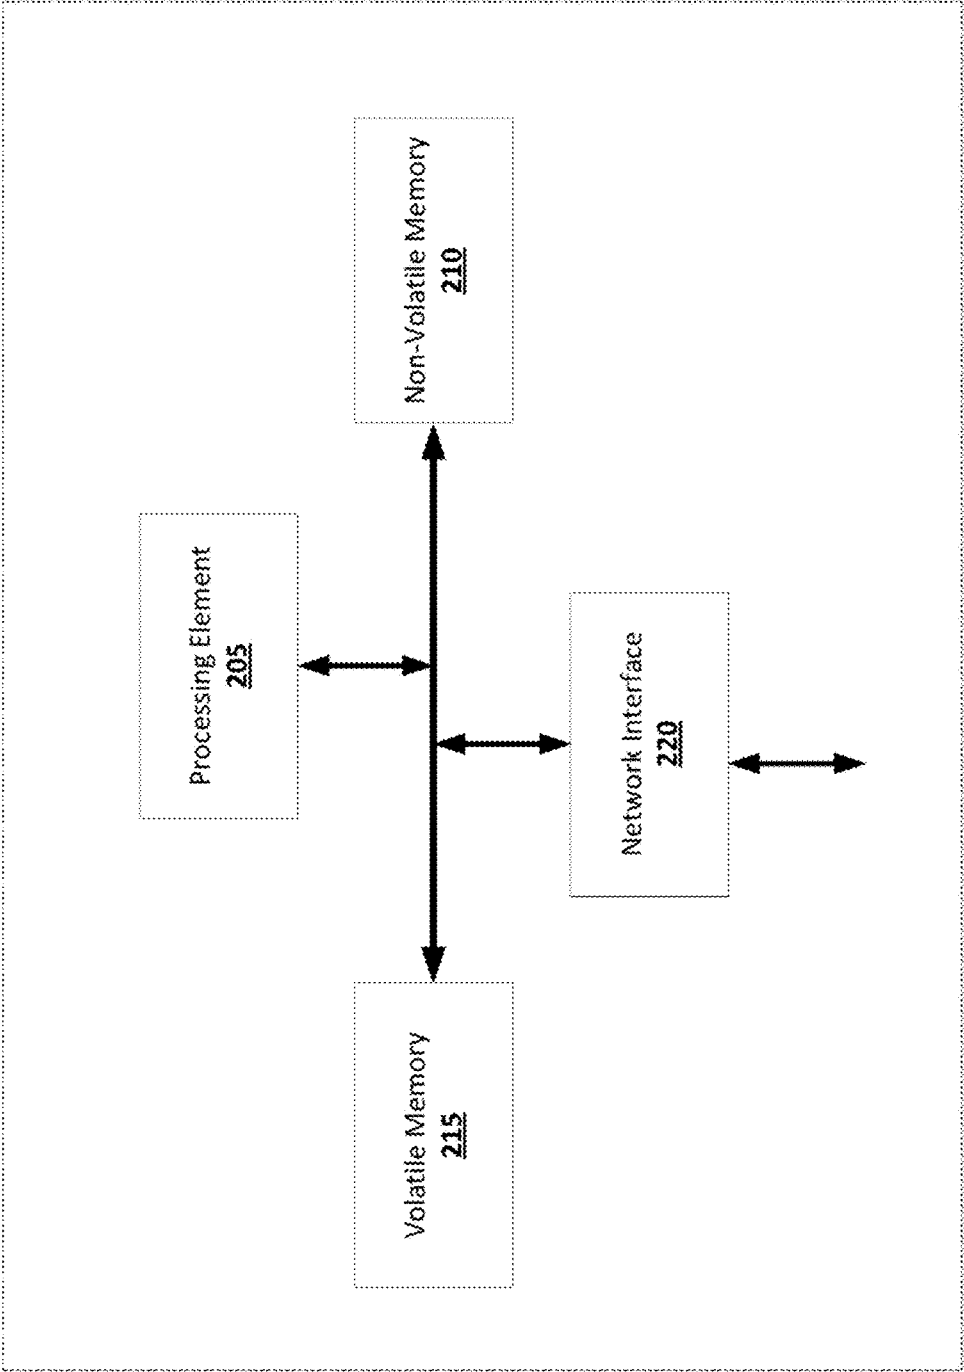 Processing Element
205
Volatile Memory
215
Non-Volatile Memory
210
Network Interface
220